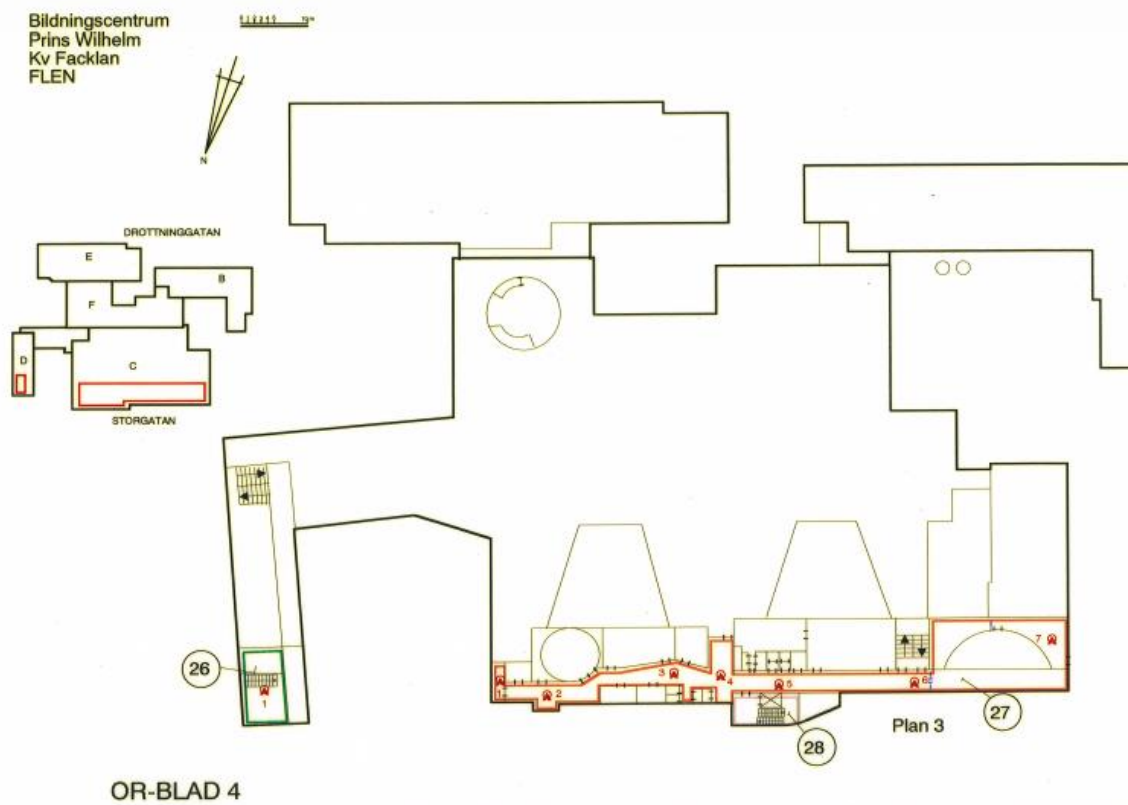 Bildningscentrum
Prins Wilhelm
Kv Facklan
FLEN
N
DROTTNINGGATAN
E
B
F
D
C
STORGATAN
26
1
1
2
3
4
5
6
7
27
28
Plan 3
OR-BLAD 4